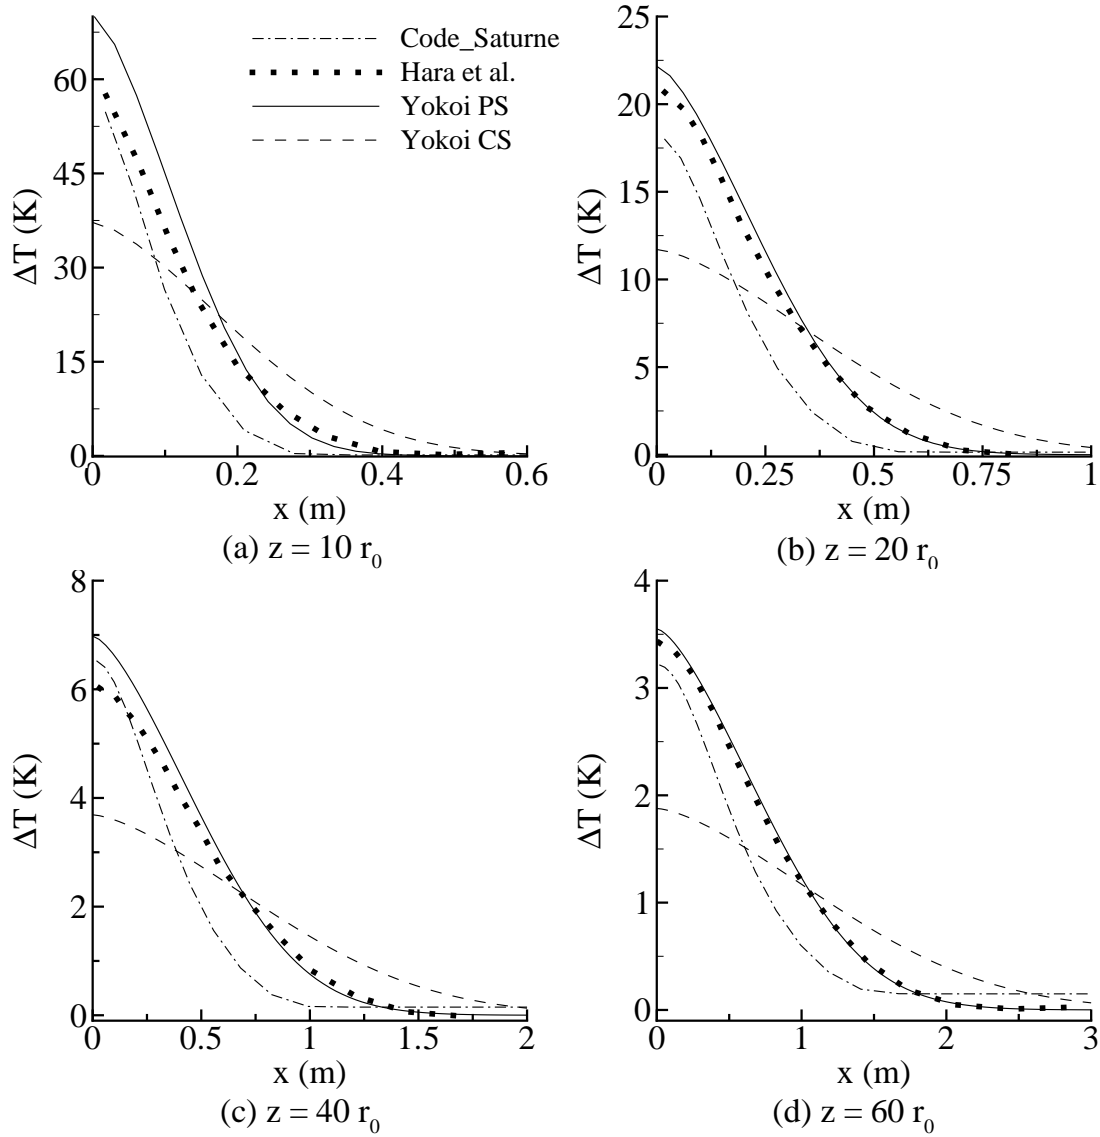 Code_Saturne
Hara et al.
Yokoi PS
Yokoi CS
ΔT (K)
60
45
30
15
0
0 0.2 0.4 0.6
x (m)
(a) z = 10 r0
ΔT (K)
25
20
15
10
5
0
0 0.25 0.5 0.75 1
x (m)
(b) z = 20 r0
ΔT (K)
8
6
4
2
0
0 0.5 1 1.5 2
x (m)
(c) z = 40 r0
ΔT (K)
4
3
2
1
0
0 1 2 3
x (m)
(d) z = 60 r0